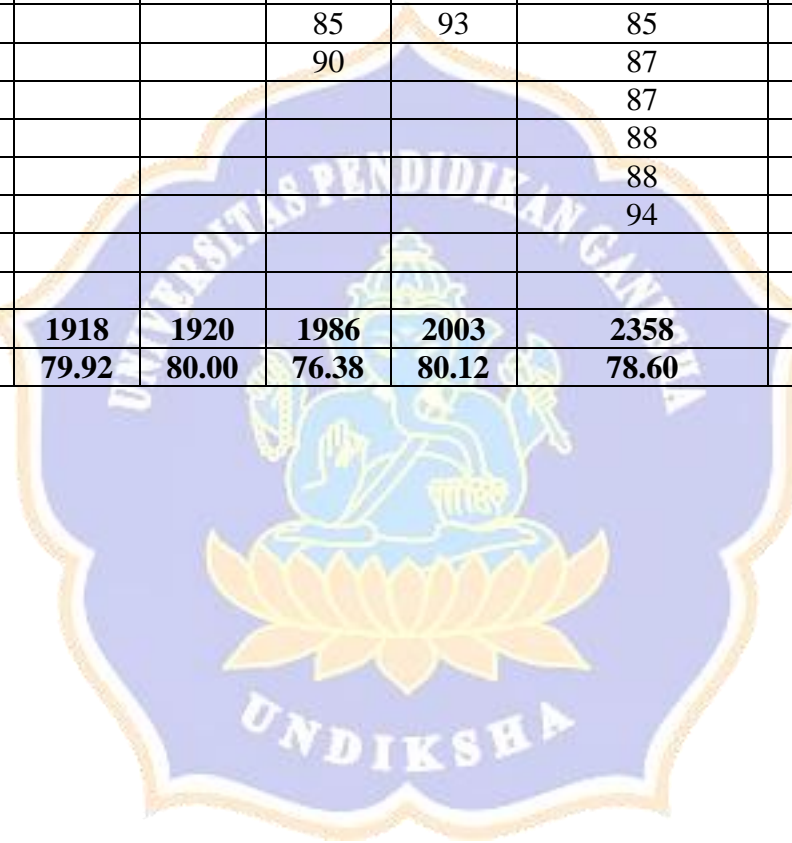 85 93 85
90 87
87
88
88
94
1918 1920 1986 2003 2358
79.92 80.00 76.38 80.12 78.60
UNIVERSITAS PENDIDIKAN GANESHA
UNDIKSHA